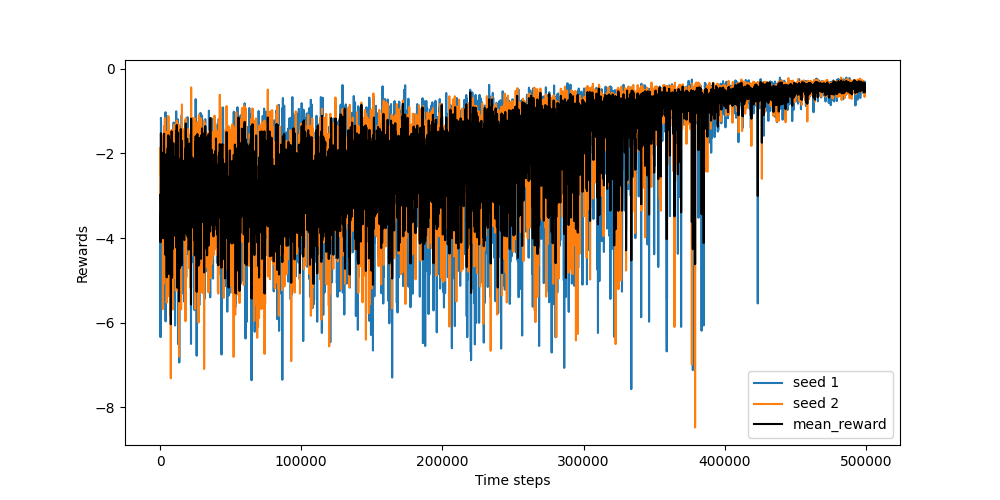 0
−2
−4
−6
−8
Rewards
0
100000
200000
300000
400000
500000
Time steps
seed 1
seed 2
mean_reward